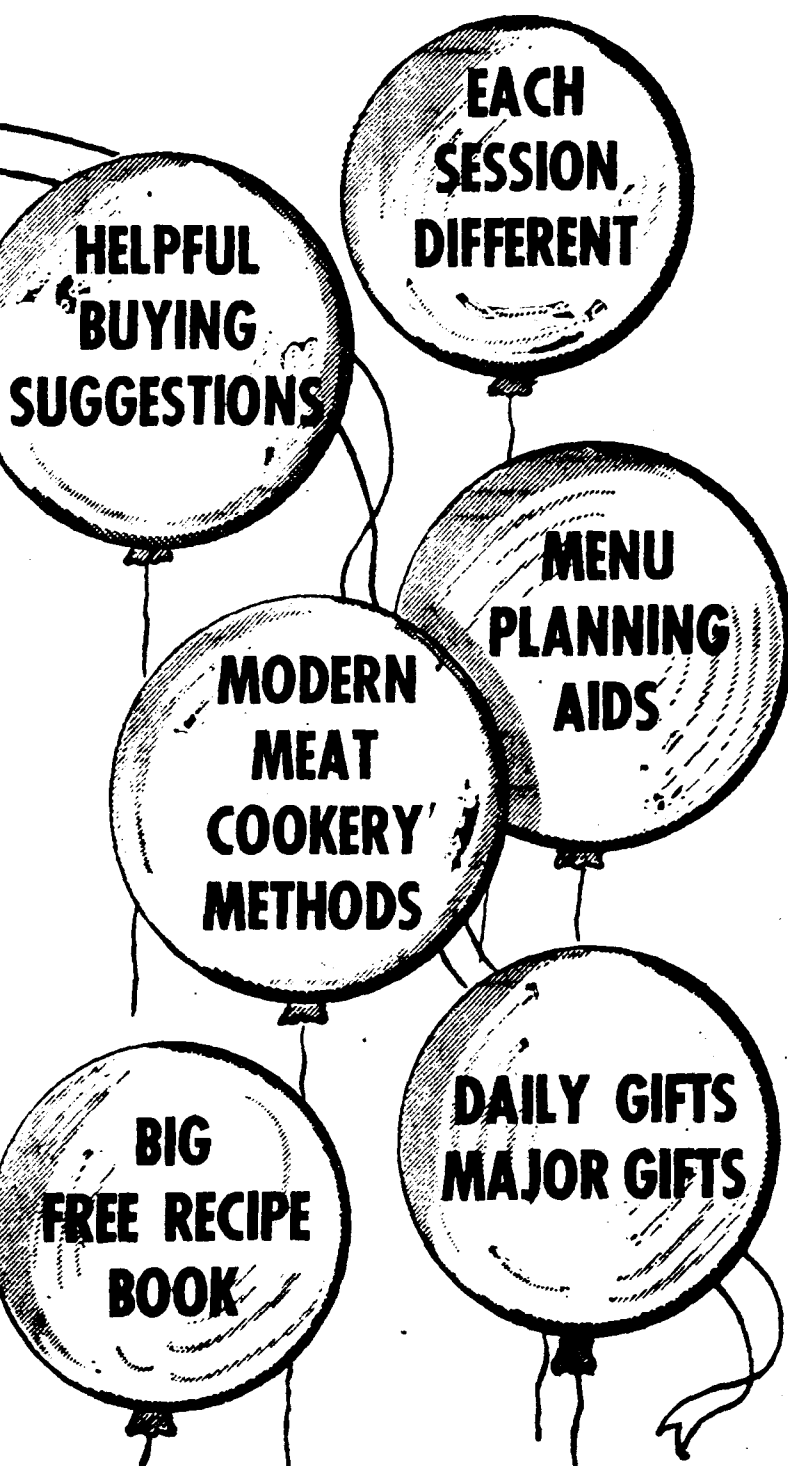 EACH
SESSION
DIFFERENT
HELPFUL
BUYING
SUGGESTIONS
MENU
PLANNING
AIDS
MODERN
MEAT
COOKERY
METHODS
DAILY GIFTS
MAJOR GIFTS
BIG
FREE RECIPE
BOOK